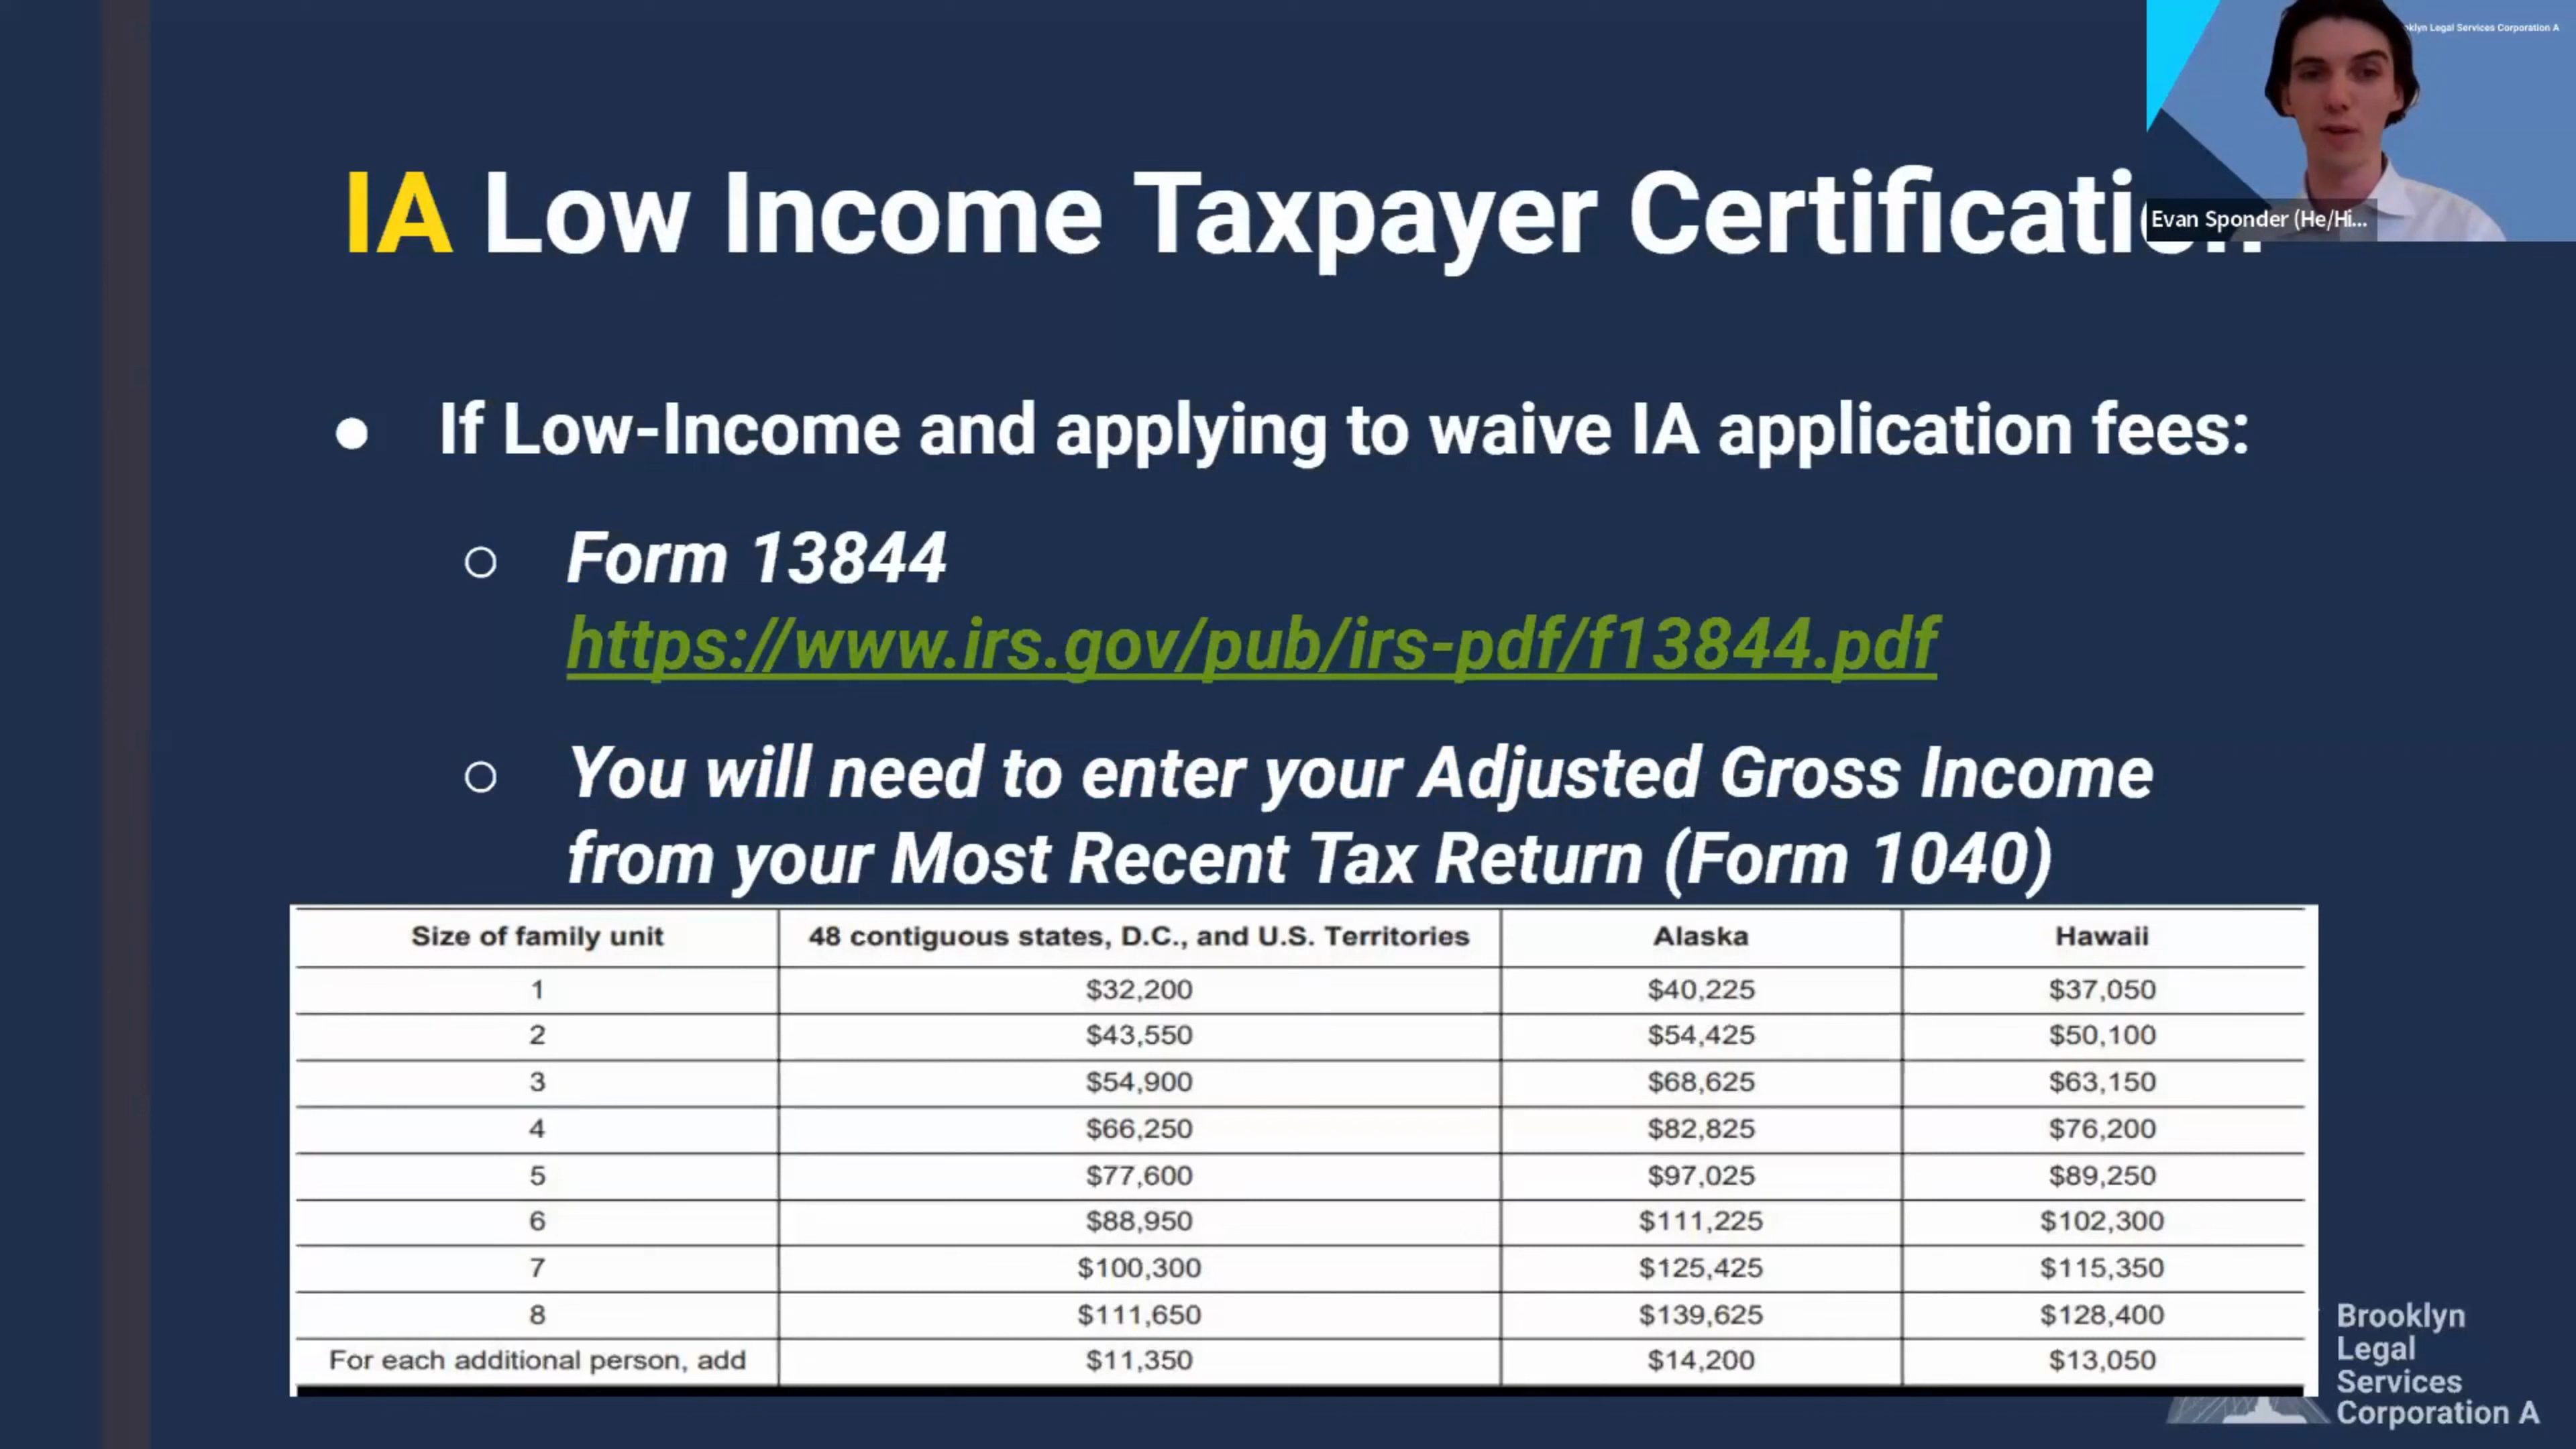 klyn Legal Services Corporation A
Evan Sponder (He/Hi...
IA Low Income Taxpayer Certification
● If Low-Income and applying to waive IA application fees:
○ Form 13844
https://www.irs.gov/pub/irs-pdf/f13844.pdf
○ You will need to enter your Adjusted Gross Income
from your Most Recent Tax Return (Form 1040)
Size of family unit 48 contiguous states, D.C., and U.S. Territories Alaska Hawaii
1 $32,200 $40,225 $37,050
2 $43,550 $54,425 $50,100
3 $54,900 $68,625 $63,150
4 $66,250 $82,825 $76,200
5 $77,600 $97,025 $89,250
6 $88,950 $111,225 $102,300
7 $100,300 $125,425 $115,350
8 $111,650 $139,625 $128,400
For each additional person, add $11,350 $14,200 $13,050
Brooklyn
Legal
Services
Corporation A